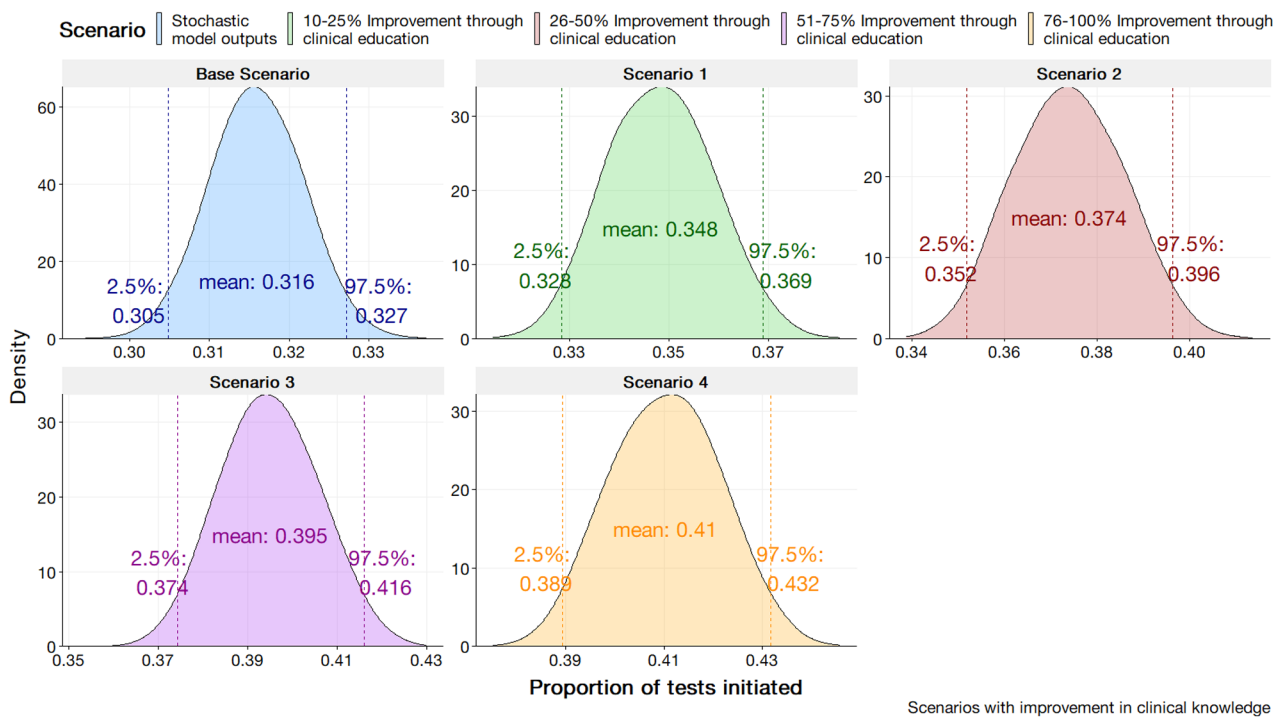 Scenario
Stochastic
model outputs
10-25% Improvement through
clinical education
26-50% Improvement through
clinical education
51-75% Improvement through
clinical education
76-100% Improvement through
clinical education
Density
Base Scenario
60
40
20
0
2.5%:
0.305
mean: 0.316
97.5%:
0.327
0.30
0.31
0.32
0.33
Scenario 1
30
20
10
0
2.5%:
0.328
mean: 0.348
97.5%:
0.369
0.33
0.35
0.37
Scenario 2
30
20
10
0
2.5%:
0.352
mean: 0.374
97.5%:
0.396
0.34
0.36
0.38
0.40
Scenario 3
30
20
10
0
2.5%:
0.374
mean: 0.395
97.5%:
0.416
0.35
0.37
0.39
0.41
0.43
Scenario 4
30
20
10
0
2.5%:
0.389
mean: 0.41
97.5%:
0.432
0.39
0.41
0.43
Proportion of tests initiated
Scenarios with improvement in clinical knowledge